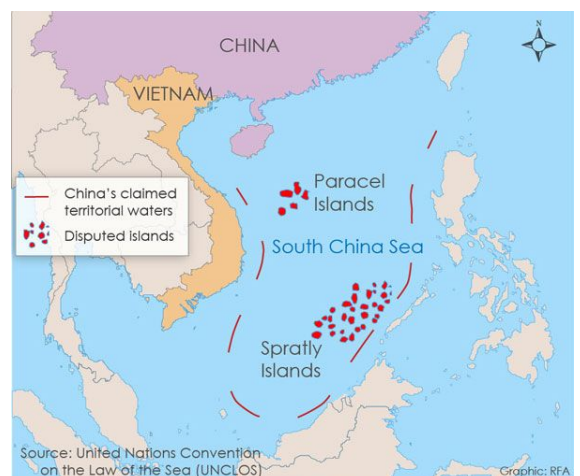 N
CHINA
VIETNAM
China's claimed
territorial waters
Disputed islands
Paracel
Islands
South China Sea
Spratly
Islands
Source: United Nations Convention
on the Law of the Sea (UNCLOS)
Graphic: RFA